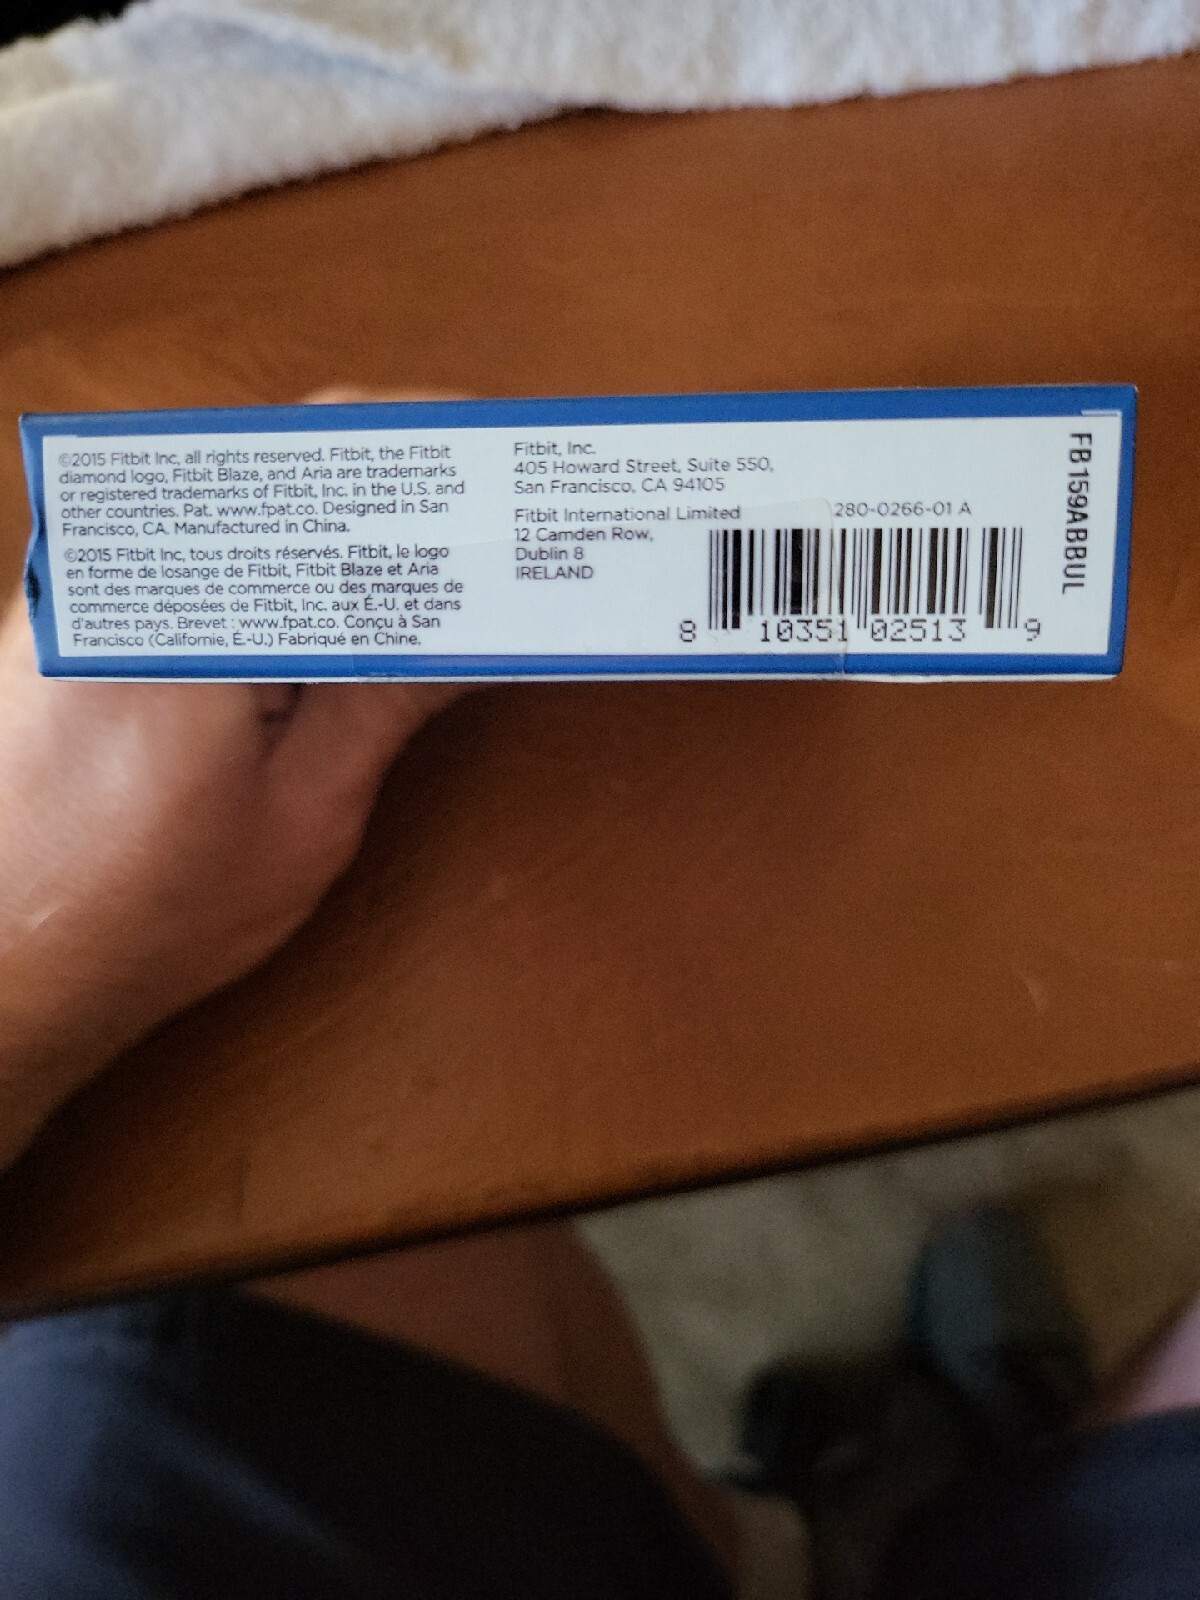 ©2015 Fitbit Inc, all rights reserved. Fitbit, the Fitbit
diamond logo, Fitbit Blaze, and Aria are trademarks
or registered trademarks of Fitbit, Inc. in the U.S. and
other countries. Pat. www.fpat.co. Designed in San
Francisco, CA. Manufactured in China.
©2015 Fitbit Inc, tous droits réservés. Fitbit, le logo
en forme de losange de Fitbit, Fitbit Blaze et Aria
sont des marques de commerce ou des marques de
commerce déposées de Fitbit, Inc. aux É.-U. et dans
d'autres pays. Brevet : www.fpat.co. Conçu à San
Francisco (Californie, É.-U.) Fabriqué en Chine.
Fitbit, Inc.
405 Howard Street, Suite 550,
San Francisco, CA 94105
Fitbit International Limited
12 Camden Row,
Dublin 8
IRELAND
280-0266-01 A
8 10351 02513 9
FB159ABBUL